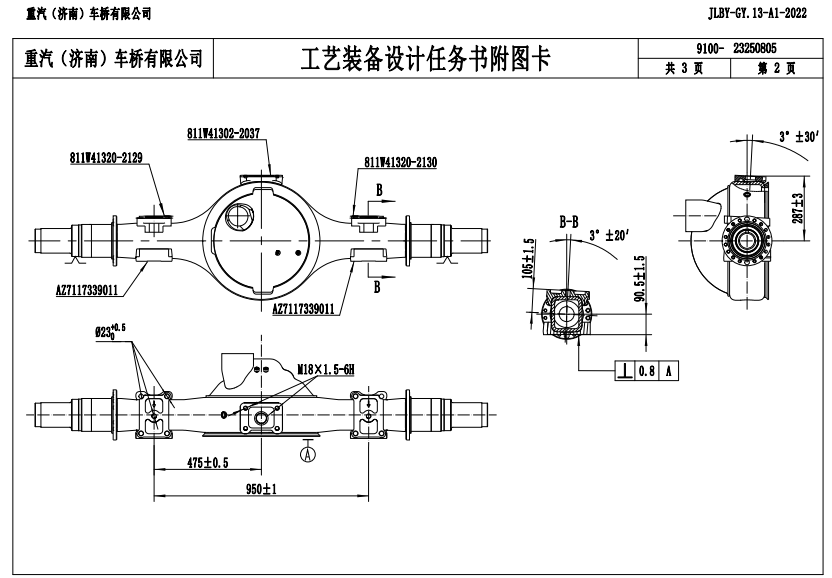 重汽（济南）车桥有限公司
JLBY-GY.13-A1-2022
重汽（济南）车桥有限公司
工艺装备设计任务书附图卡
9100- 23250805
共 3 页
第 2 页
811W41302-2037
811W41320-2129
811W41320-2130
B
B
AZ7117339011
AZ7117339011
3°±30′
287±3
B-B
3°±20′
105±1.5
90.5±1.5
⊥ 0.8 A
Ø23+0.5 0
M18×1.5-6H
A
475±0.5
950±1